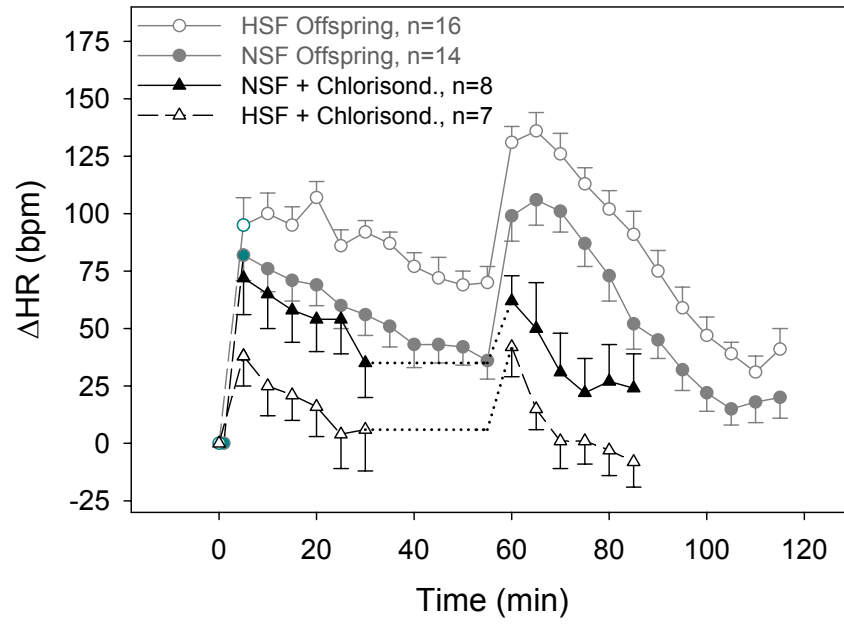 HSF Offspring, n=16
NSF Offspring, n=14
NSF + Chlorisond., n=8
HSF + Chlorisond., n=7
175
150
125
100
75
50
25
0
-25
ΔHR (bpm)
0 20 40 60 80 100 120
Time (min)